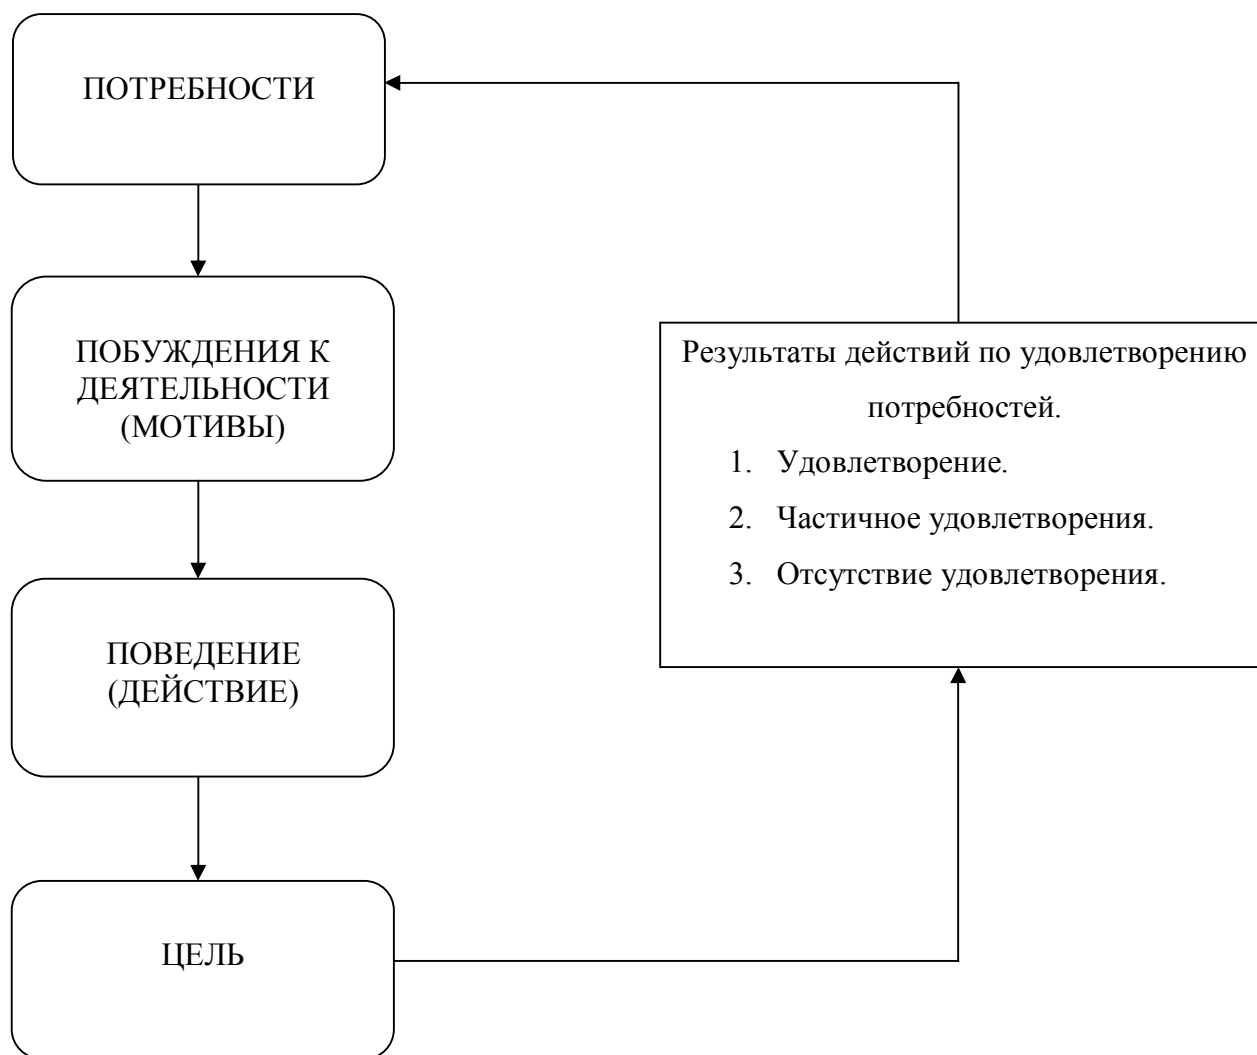 ПОТРЕБНОСТИ
ПОБУЖДЕНИЯ К
ДЕЯТЕЛЬНОСТИ
(МОТИВЫ)
ПОВЕДЕНИЕ
(ДЕЙСТВИЕ)
ЦЕЛЬ
Результаты действий по удовлетворению
потребностей.
1. Удовлетворение.
2. Частичное удовлетворения.
3. Отсутствие удовлетворения.